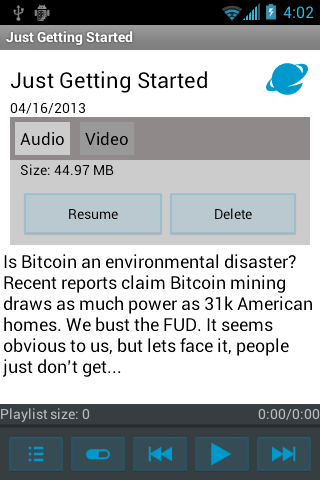 4:02
Just Getting Started
Just Getting Started
04/16/2013
Audio Video
Size: 44.97 MB
Resume Delete
Is Bitcoin an environmental disaster?
Recent reports claim Bitcoin mining
draws as much power as 31k American
homes. We bust the FUD. It seems
obvious to us, but lets face it, people
just don't get...
Playlist size: 0 0:00/0:00